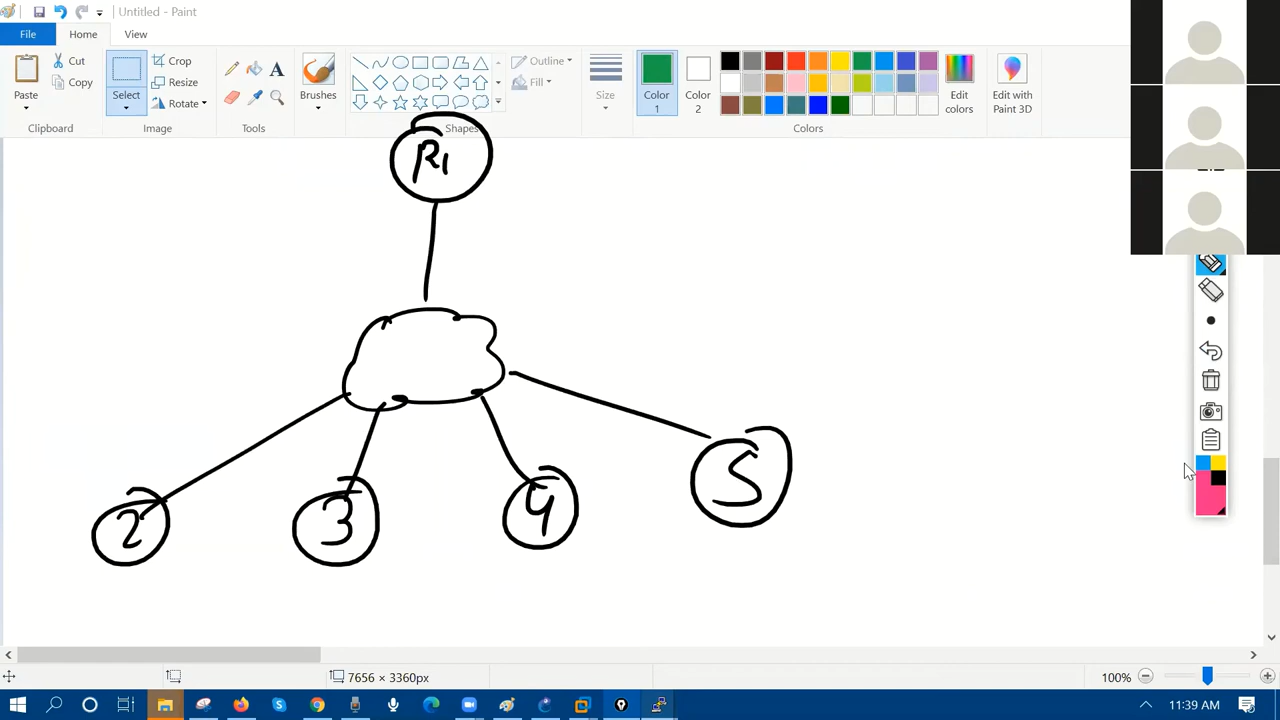 Untitled - Paint
File
Home
View
Paste
Cut
Copy
Clipboard
Select
Crop
Resize
Rotate
Image
A
Tools
Brushes
Shapes
Outline
Fill
Size
Color
1
Color
2
Edit
colors
Edit with
Paint 3D
Colors
R1
2
3
4
5
7656 × 3360px
100%
11:39 AM